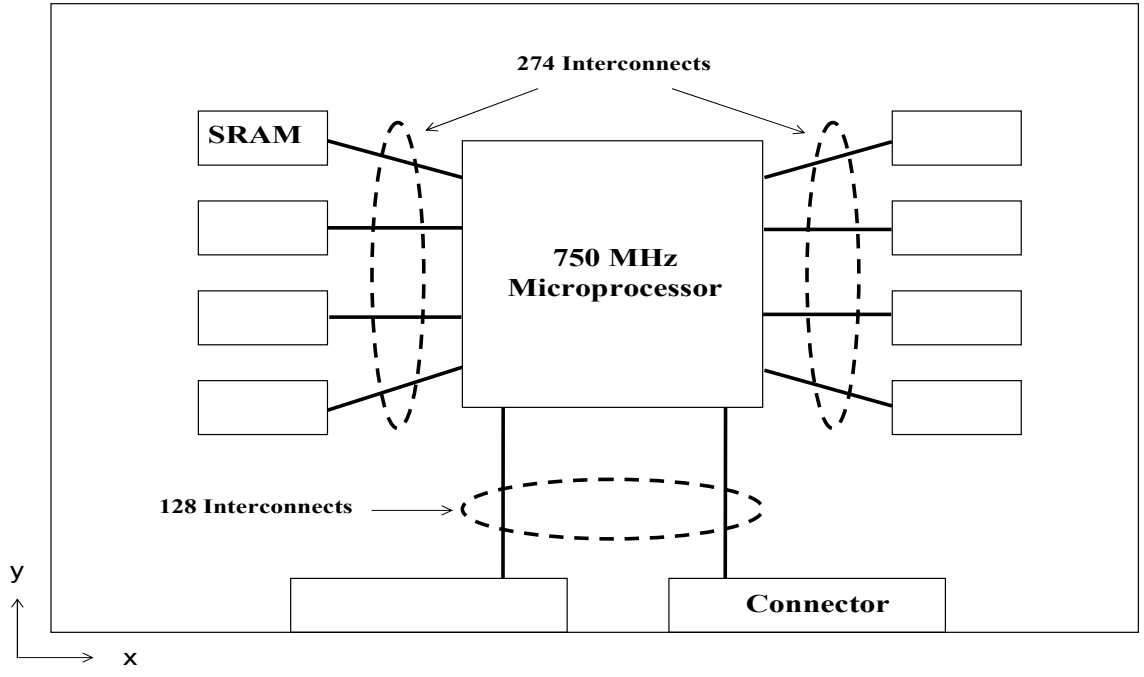 274 Interconnects
SRAM
750 MHz
Microprocessor
128 Interconnects
Connector
y
x